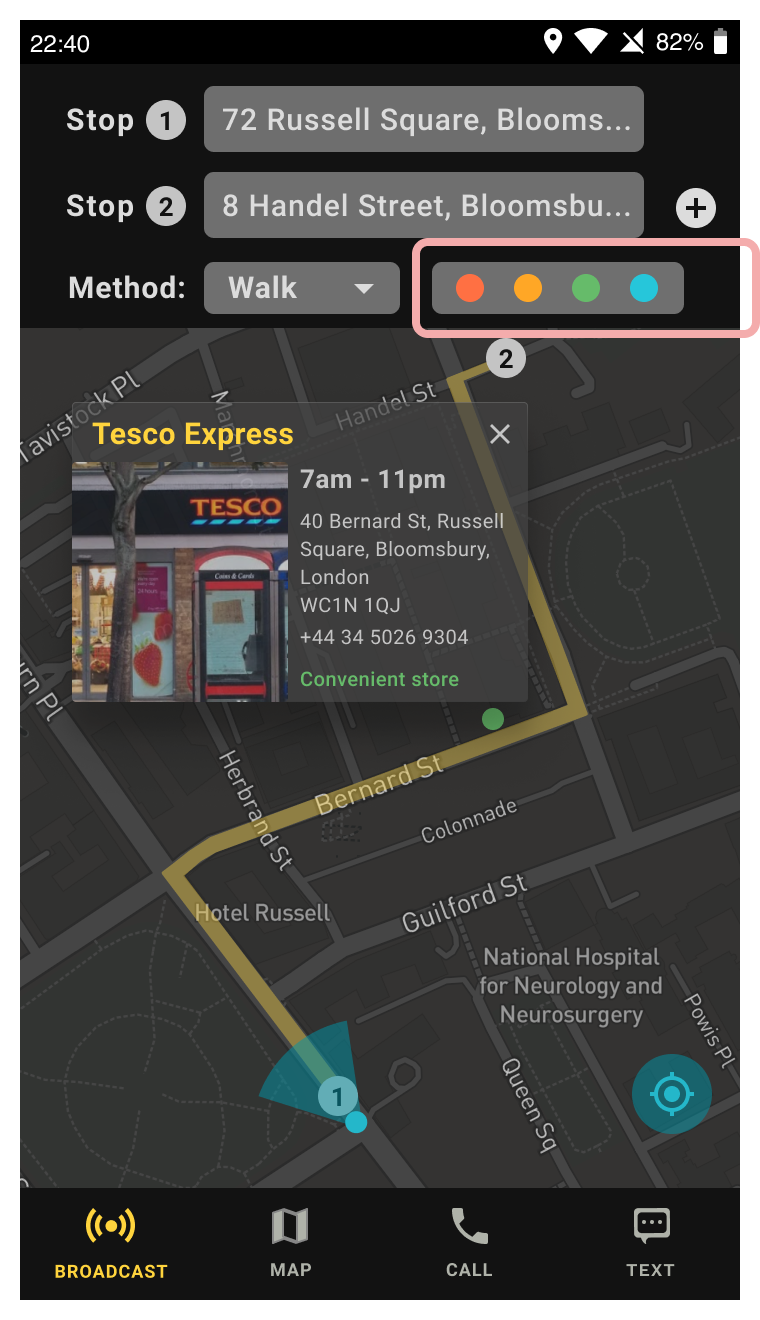 22:40
82%
Stop 1 72 Russell Square, Blooms...
Stop 2 8 Handel Street, Bloomsbu...
Method: Walk
2
Tavistock Pl
Handel St
Tesco Express
7am - 11pm
TESCO
40 Bernard St, Russell
Square, Bloomsbury,
London
Coins & Cards
WC1N 1QJ
+44 34 5026 9304
Convenient store
Herbrand St
Bernard St
Colonnade
Guilford St
Hotel Russell
National Hospital
for Neurology and
Neurosurgery
Powis Pl
Queen Sq
1
BROADCAST
MAP
CALL
TEXT